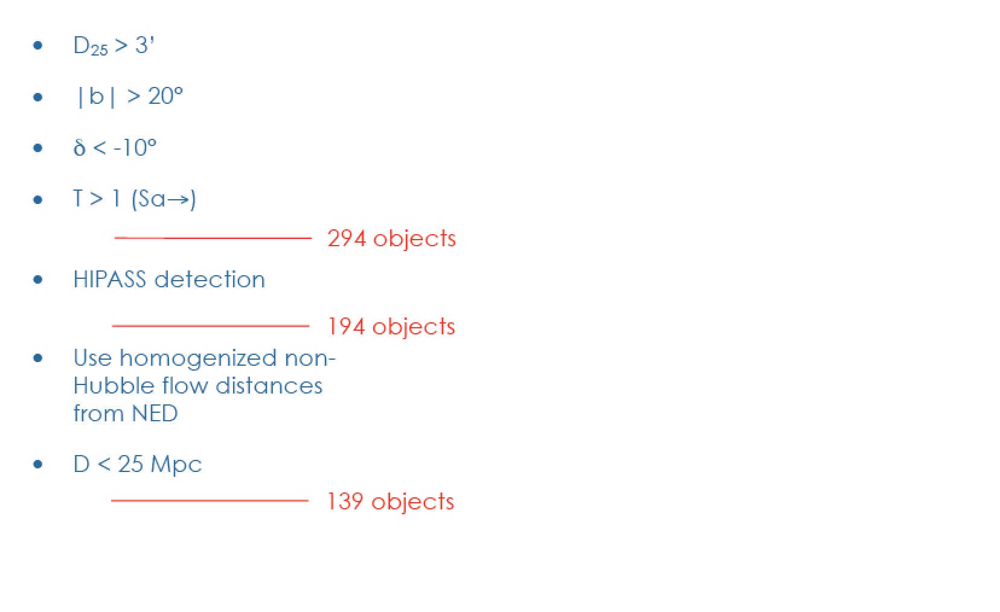 • D₂₅ > 3’
• |b| > 20°
• δ < -10°
• T > 1 (Sa→)
294 objects
• HIPASS detection
194 objects
• Use homogenized non-
Hubble flow distances
from NED
• D < 25 Mpc
139 objects